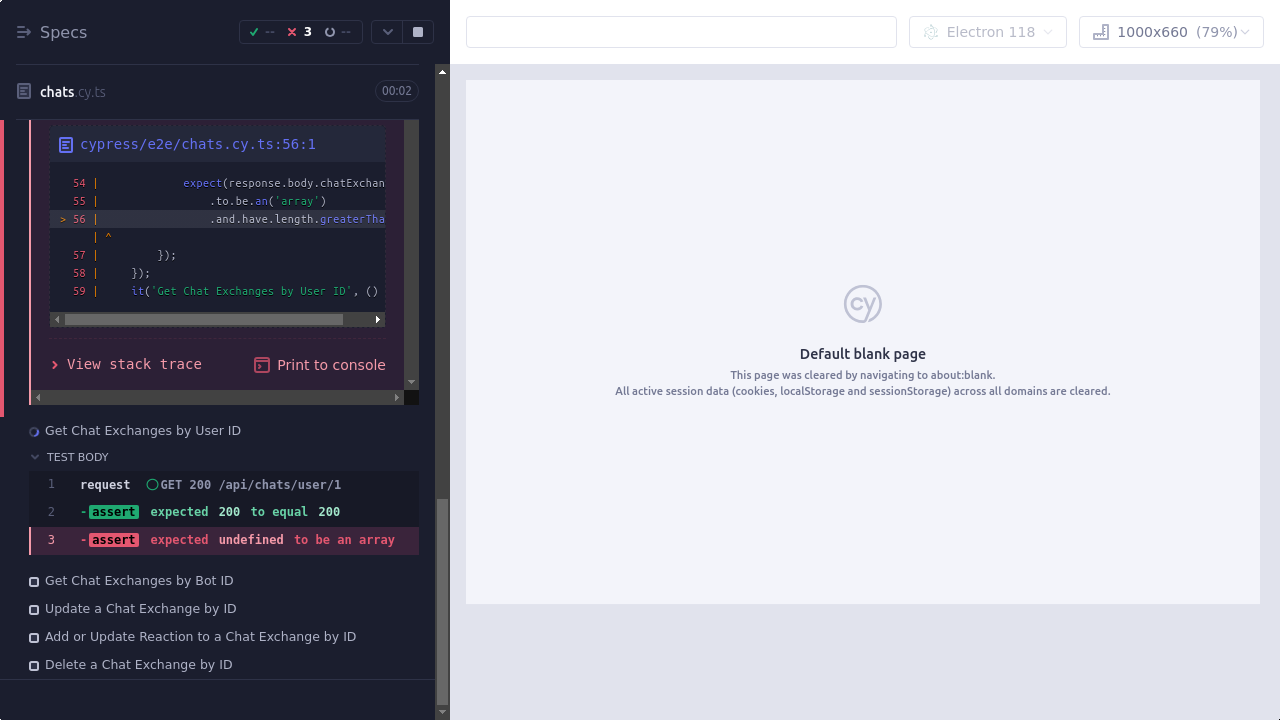 Specs
-- 3 --
chats.cy.ts
00:02
cypress/e2e/chats.cy.ts:56:1
54 | expect(response.body.chatExchan
55 | .to.be.an('array')
> 56 | .and.have.length.greaterTha
| ^
57 | });
58 | });
59 | it('Get Chat Exchanges by User ID', ()
View stack trace
Print to console
Get Chat Exchanges by User ID
TEST BODY
1 request GET 200 /api/chats/user/1
2 -assert expected 200 to equal 200
3 -assert expected undefined to be an array
Get Chat Exchanges by Bot ID
Update a Chat Exchange by ID
Add or Update Reaction to a Chat Exchange by ID
Delete a Chat Exchange by ID
Electron 118
1000x660 (79%)
cy
Default blank page
This page was cleared by navigating to about:blank.
All active session data (cookies, localStorage and sessionStorage) across all domains are cleared.